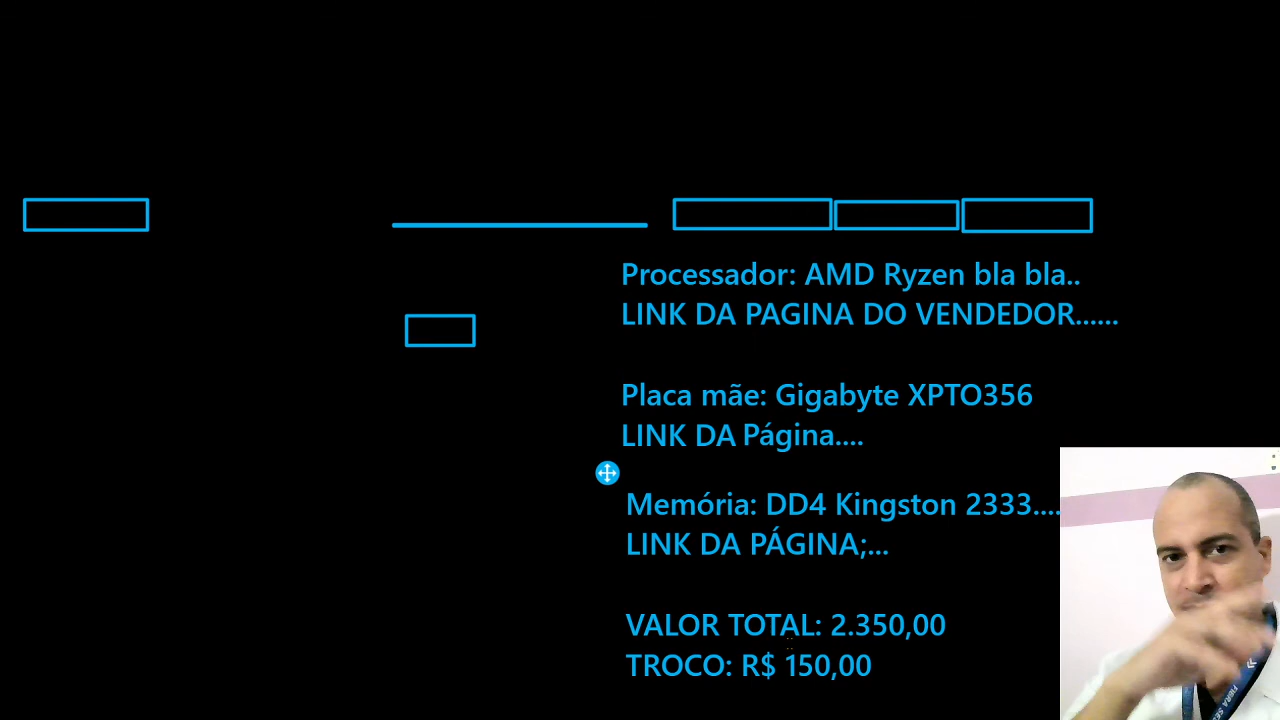 Processador: AMD Ryzen bla bla..
LINK DA PAGINA DO VENDEDOR......
Placa mãe: Gigabyte XPTO356
LINK DA Página....
Memória: DD4 Kingston 2333....
LINK DA PÁGINA;...
VALOR TOTAL: 2.350,00
TROCO: R$ 150,00